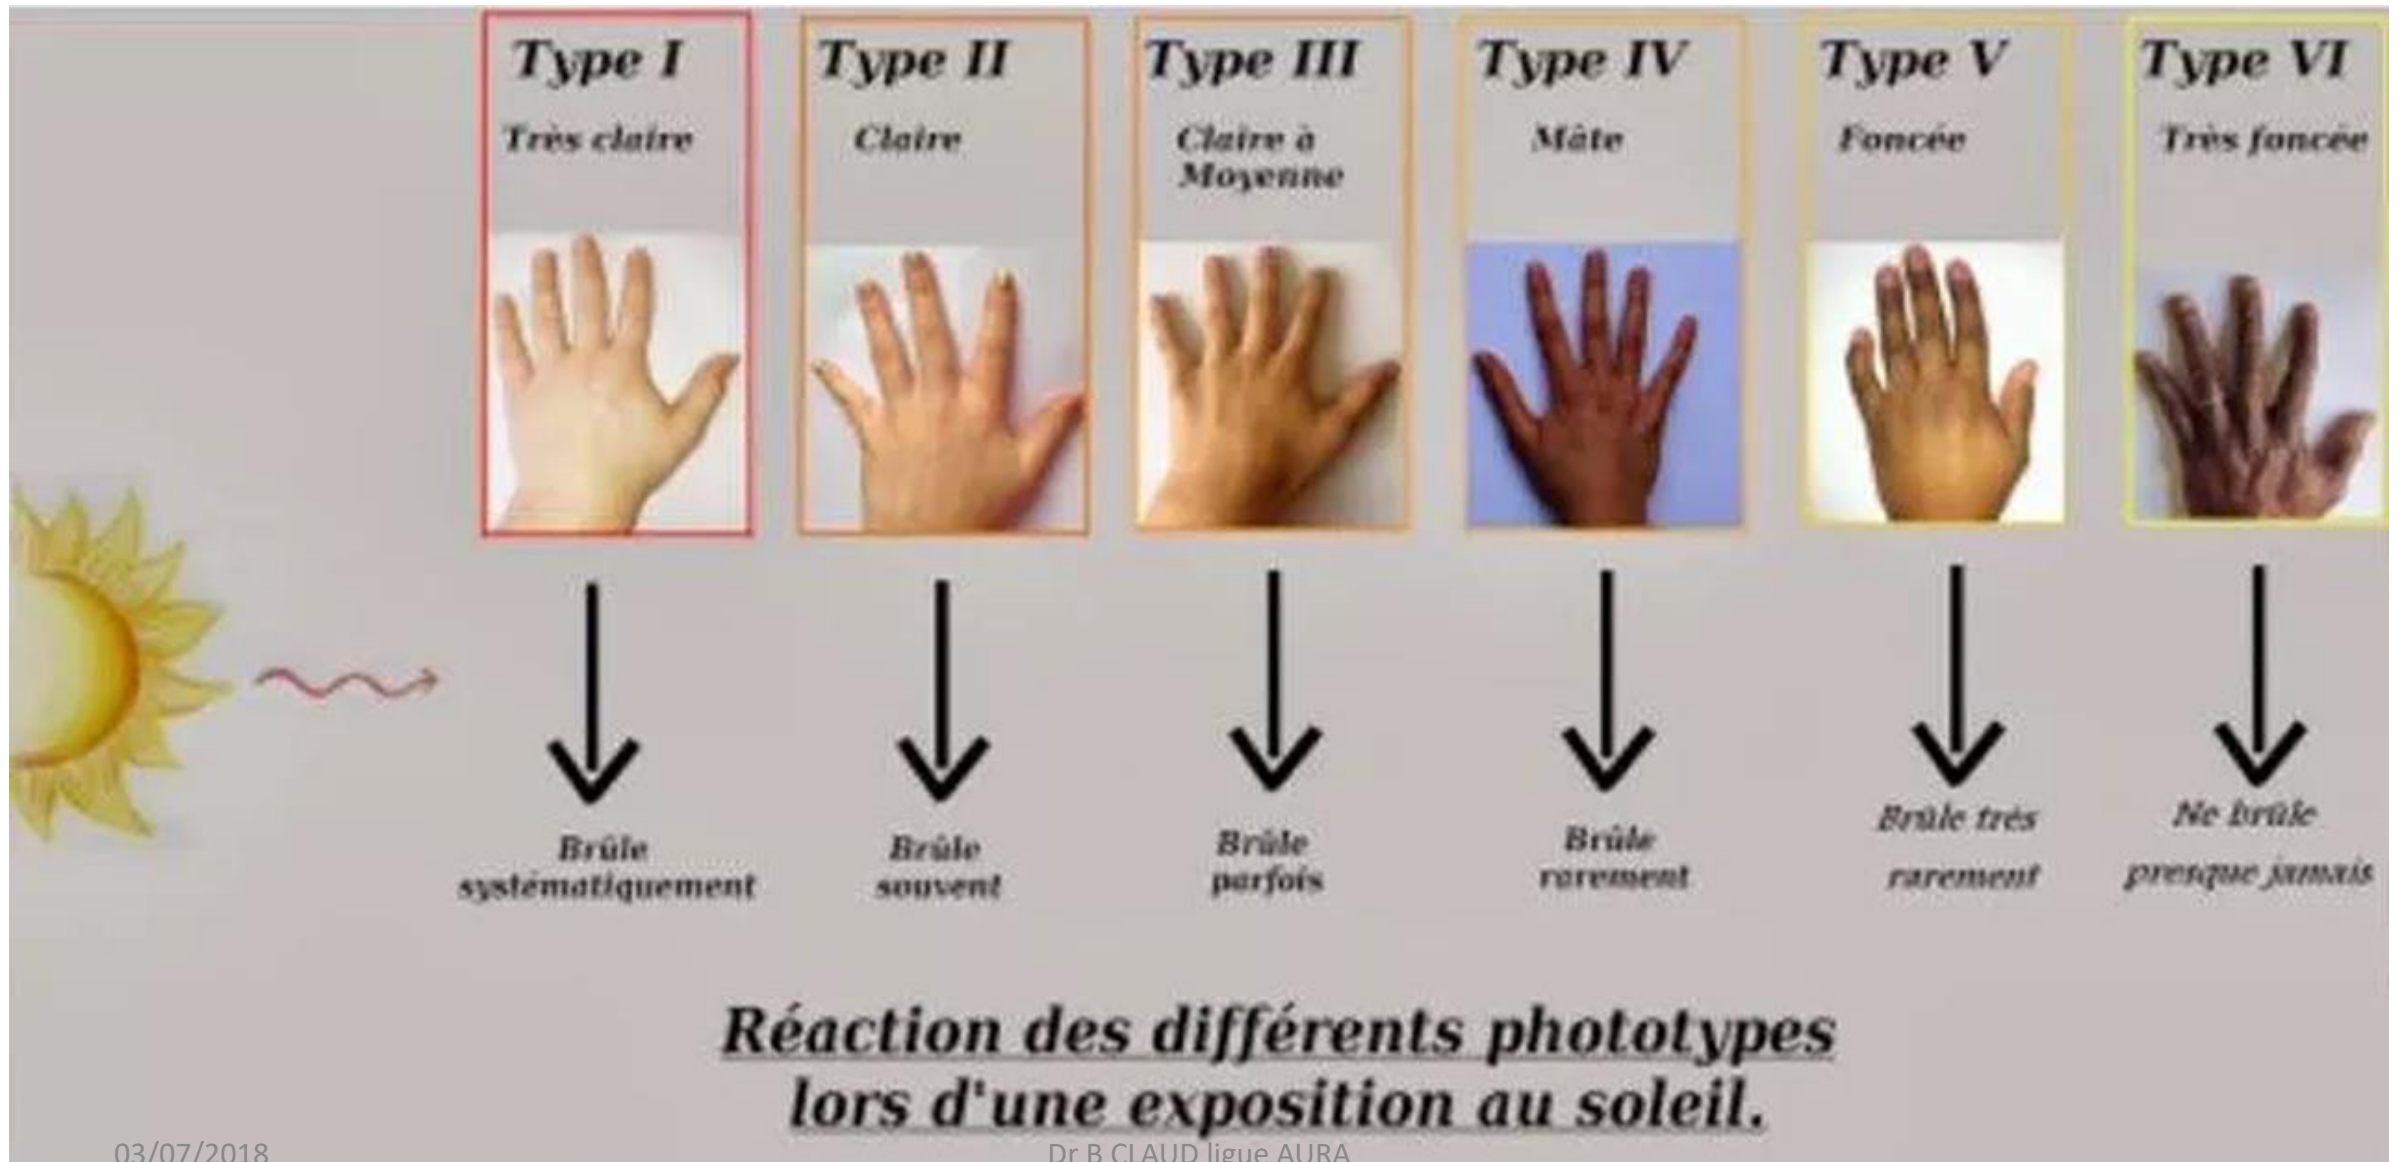 Type I
Très claire
Type II
Claire
Type III
Claire à
Moyenne
Type IV
Mâte
Type V
Foncée
Type VI
Très foncée
Brûle
systématiquement
Brûle
souvent
Brûle
parfois
Brûle
rarement
Brûle très
rarement
Ne brûle
presque jamais
Réaction des différents phototypes
lors d'une exposition au soleil.
03/07/2018
Dr B CLAUD ligue AURA